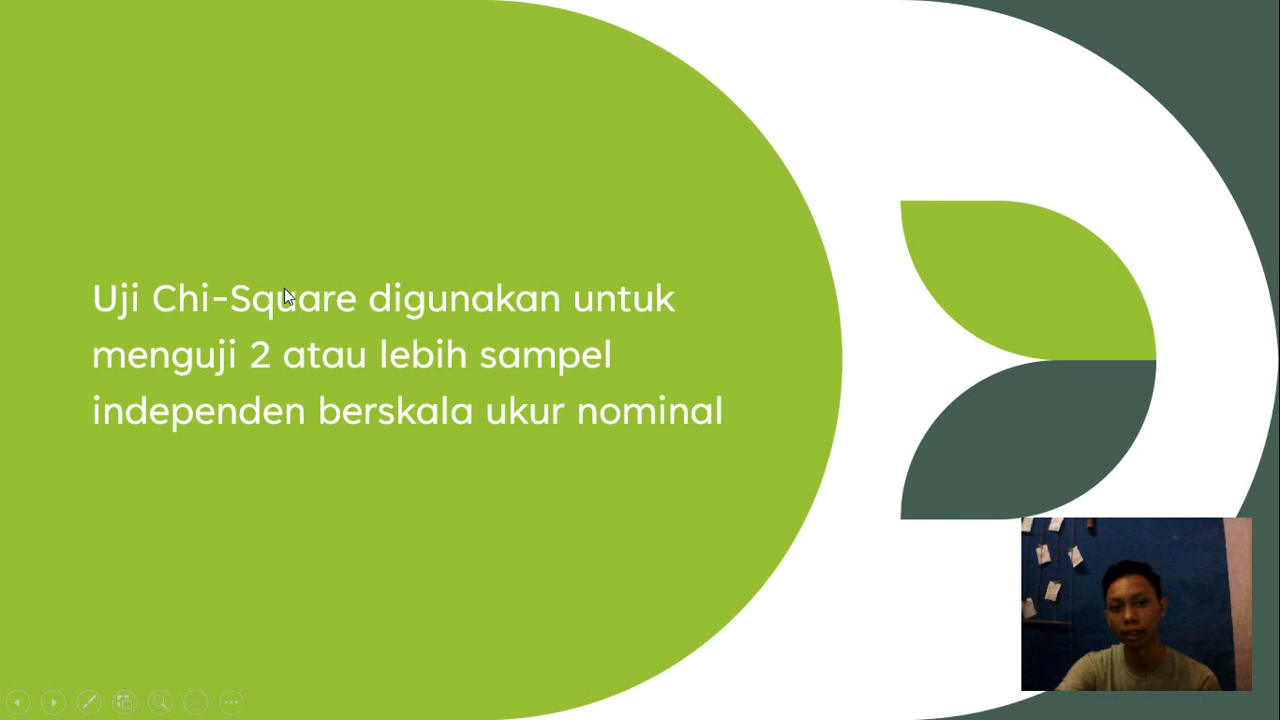 Uji Chi-Square digunakan untuk
menguji 2 atau lebih sampel
independen berskala ukur nominal